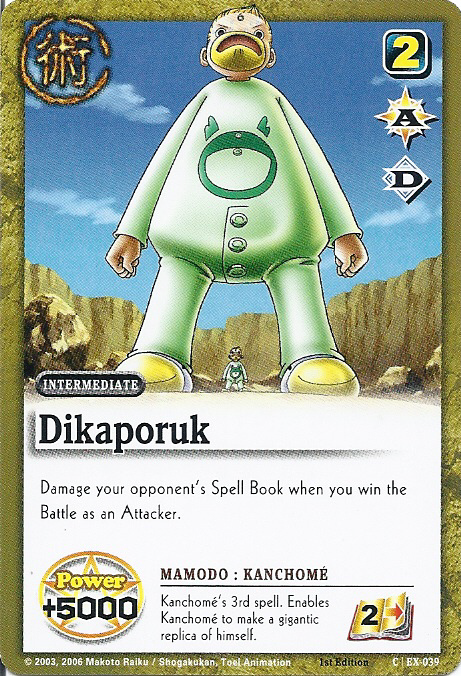 術
2
A
D
INTERMEDIATE
Dikaporuk
Damage your opponent's Spell Book when you win the
Battle as an Attacker.
Power
+5000
MAMODO : KANCHOMÉ
Kanchomé's 3rd spell. Enables
Kanchomé to make a gigantic
replica of himself.
2
© 2003, 2006 Makoto Raiku / Shogakukan, Toei Animation
1st Edition
C | EX-039